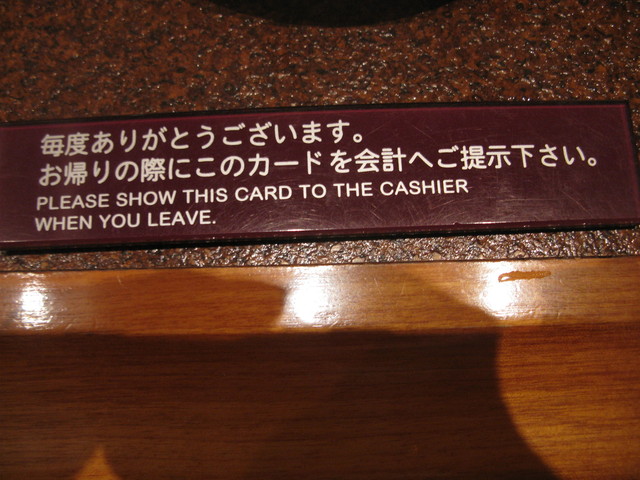 毎度ありがとうございます。
お帰りの際にこのカードを会計へご提示下さい。
PLEASE SHOW THIS CARD TO THE CASHIER
WHEN YOU LEAVE.